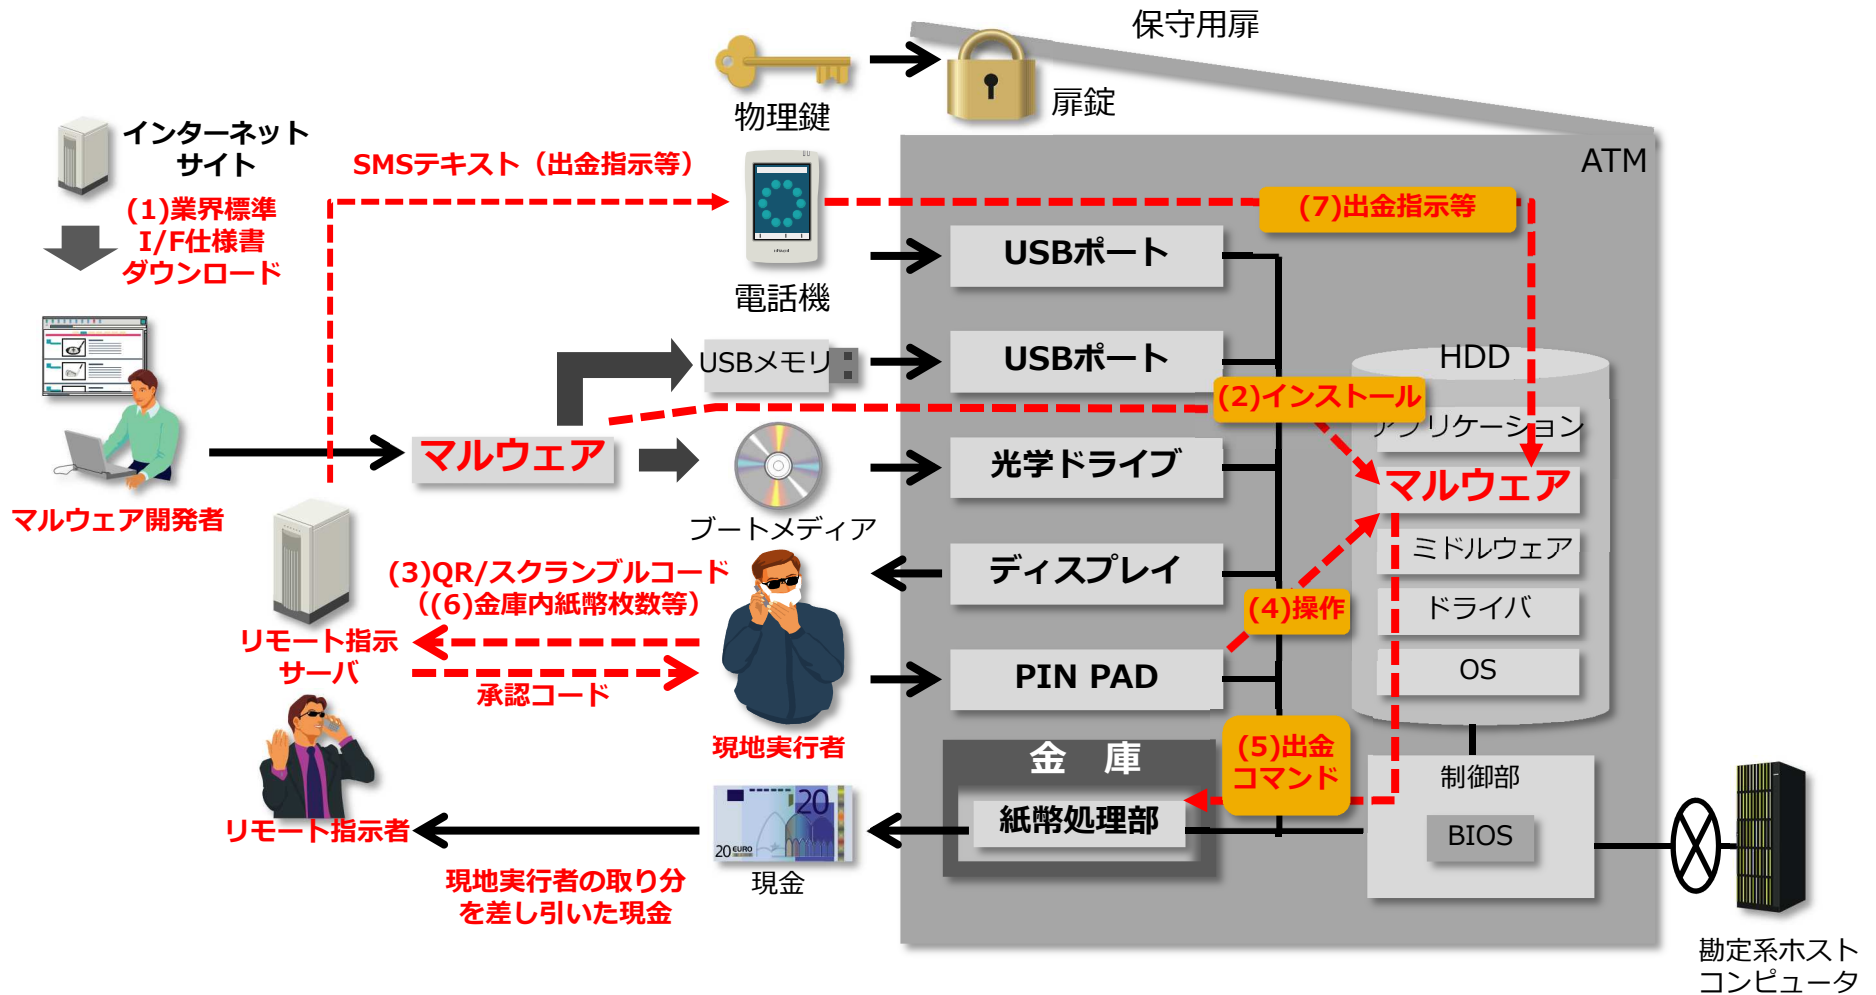 保守用扉
物理鍵
扉錠
ATM
インターネット
サイト
(1)業界標準
I/F仕様書
ダウンロード
SMSテキスト（出金指示等）
電話機
(7)出金指示等
USBポート
USBメモリ
USBポート
HDD
(2)インストール
アプリケーション
マルウェア
マルウェア
光学ドライブ
マルウェア開発者
ブートメディア
ミドルウェア
(3)QR/スクランブルコード
（(6)金庫内紙幣枚数等）
ディスプレイ
(4)操作
ドライバ
リモート指示
サーバ
承認コード
PIN PAD
OS
現地実行者
金 庫
(5)出金
コマンド
制御部
リモート指示者
20
20 EURO
紙幣処理部
BIOS
現金
現地実行者の取り分
を差し引いた現金
勘定系ホスト
コンピュータ